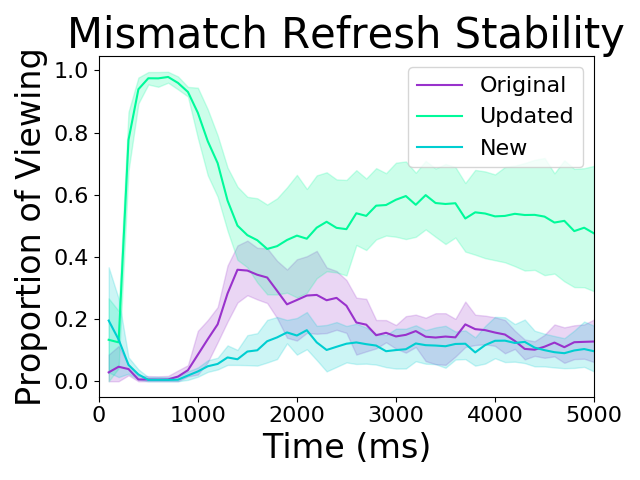 Mismatch Refresh Stability
Proportion of Viewing
1.0
0.8
0.6
0.4
0.2
0.0
Original
Updated
New
0 1000 2000 3000 4000 5000
Time (ms)